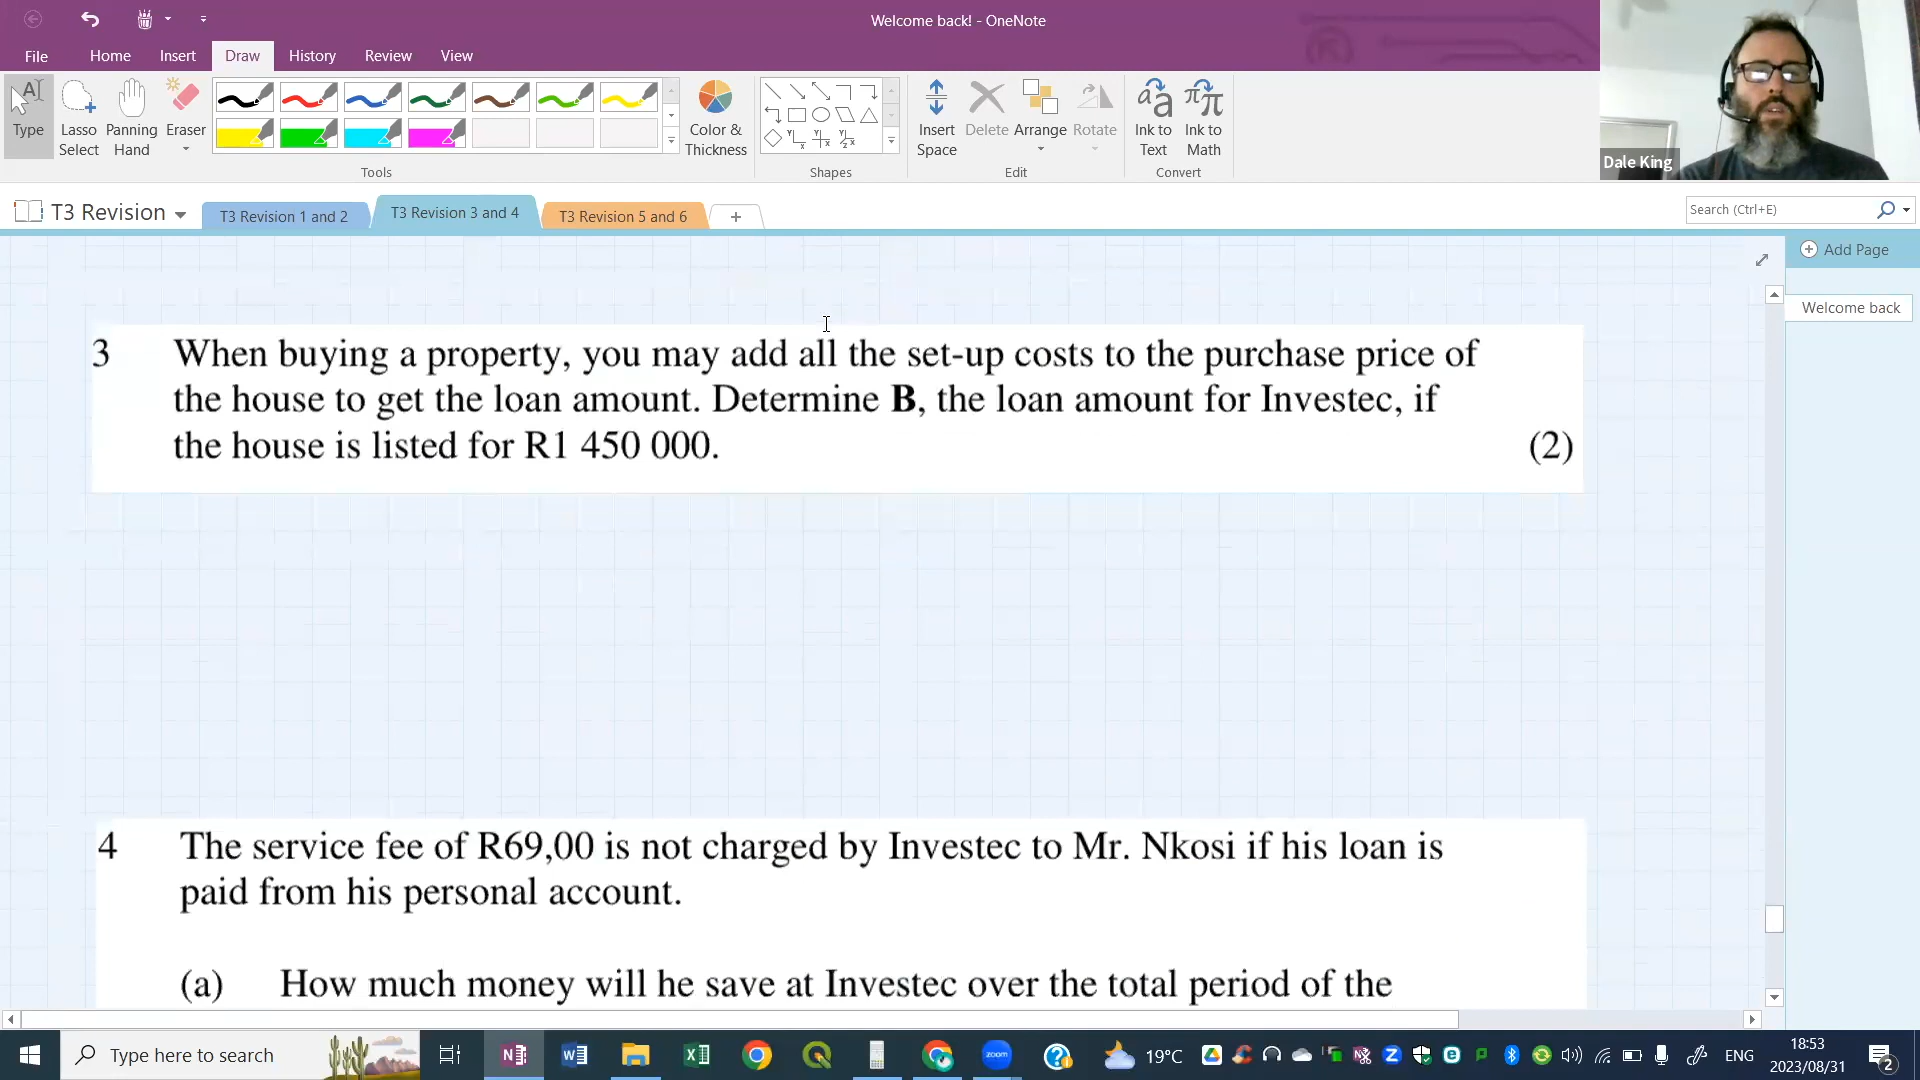 Welcome back! - OneNote
File Home Insert Draw History Review View
Type
Lasso Select
Panning Hand
Eraser
Color & Thickness
Insert Space
Delete
Arrange
Rotate
Ink to Text
Ink to Math
Tools
Shapes
Edit
Convert
Dale King
T3 Revision
T3 Revision 1 and 2
T3 Revision 3 and 4
T3 Revision 5 and 6
Search (Ctrl+E)
Add Page
Welcome back
3 When buying a property, you may add all the set-up costs to the purchase price of
the house to get the loan amount. Determine B, the loan amount for Investec, if
the house is listed for R1 450 000. (2)
4 The service fee of R69,00 is not charged by Investec to Mr. Nkosi if his loan is
paid from his personal account.
(a) How much money will he save at Investec over the total period of the
Type here to search
zoom
19°C
ENG
18:53
2023/08/31
2